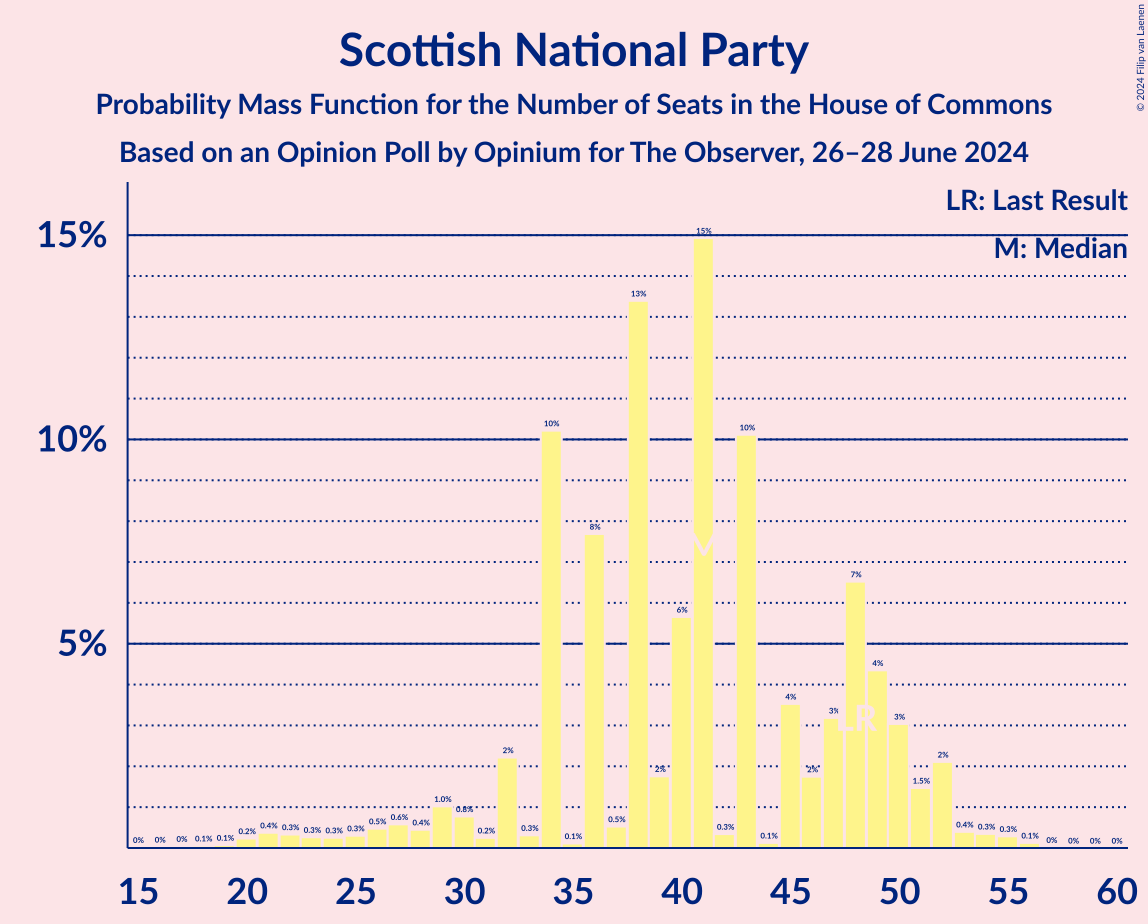 Scottish National Party
Probability Mass Function for the Number of Seats in the House of Commons
Based on an Opinion Poll by Opinium for The Observer, 26–28 June 2024
© 2024 Filip van Laenen
LR: Last Result
M: Median
15%
10%
5%
0% 0% 0% 0.1% 0.1% 0.2% 0.4% 0.3% 0.3% 0.3% 0.3% 0.5% 0.6% 0.4% 1.0% 0.8% 0.2% 2% 0.3% 10% 0.1% 8% 0.5% 13% 2% 6% 15% 0.3% 10% 0.1% 4% 2% 3% 7% 4% 3% 1.5% 2% 0.4% 0.3% 0.3% 0.1% 0% 0% 0% 0%
M
LR
15 20 25 30 35 40 45 50 55 60